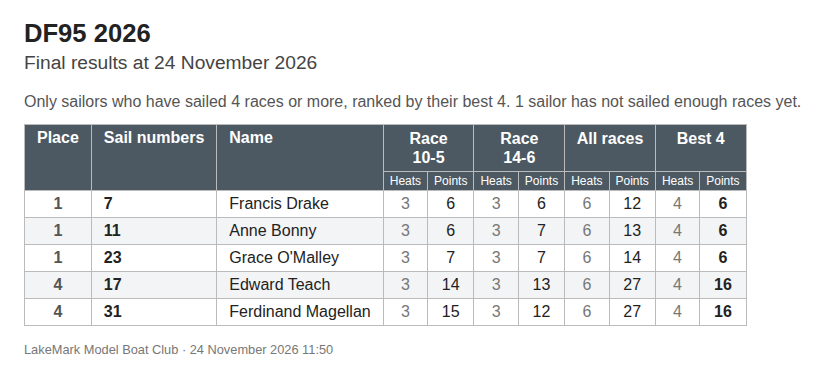 DF95 2026
Final results at 24 November 2026
Only sailors who have sailed 4 races or more, ranked by their best 4. 1 sailor has not sailed enough races yet.
Place Sail numbers Name Race 10-5 Race 14-6 All races Best 4
Heats Points Heats Points Heats Points Heats Points
1 7 Francis Drake 3 6 3 6 6 12 4 6
1 11 Anne Bonny 3 6 3 7 6 13 4 6
1 23 Grace O'Malley 3 7 3 7 6 14 4 6
4 17 Edward Teach 3 14 3 13 6 27 4 16
4 31 Ferdinand Magellan 3 15 3 12 6 27 4 16
LakeMark Model Boat Club · 24 November 2026 11:50